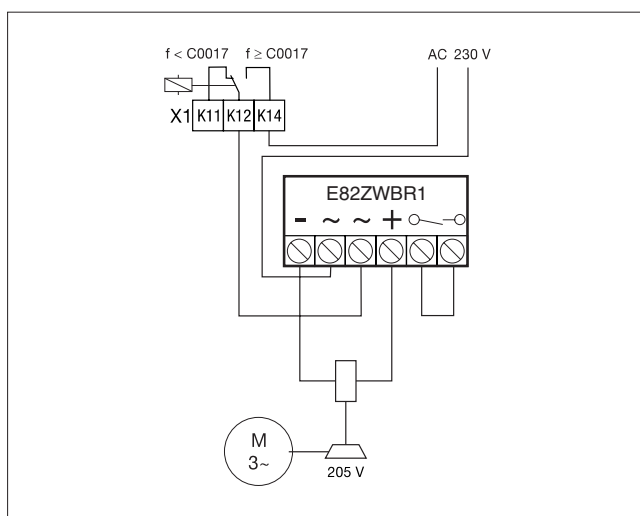 f < C0017 f ≥ C0017 AC 230 V
X1 K11 K12 K14
E82ZWBR1
- ~ ~ +
M
3~
205 V